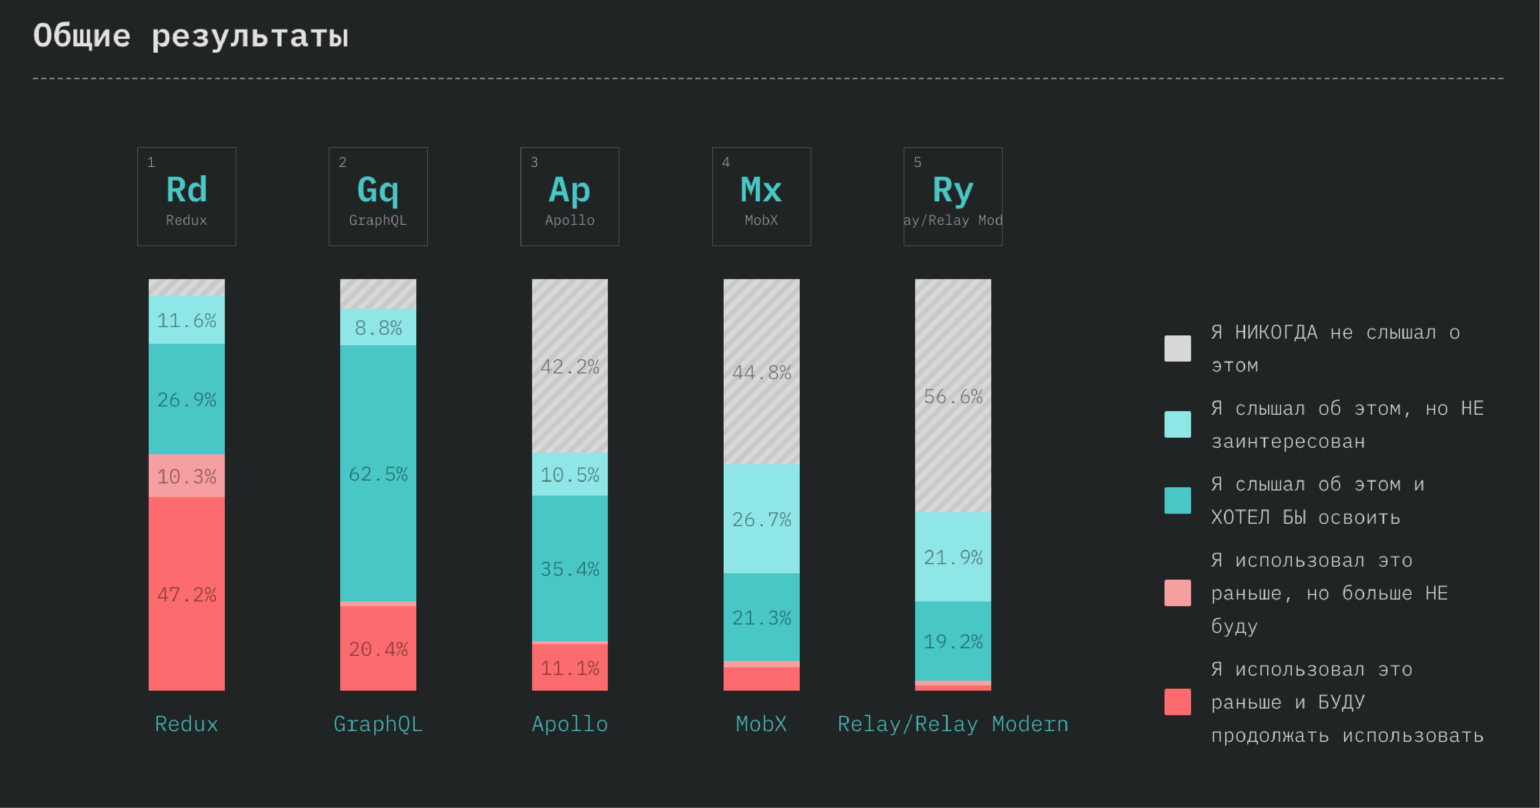 Общие результаты
1
Rd
Redux
2
Gq
GraphQL
3
Ap
Apollo
4
Mx
MobX
5
Ry
ay/Relay Mod
11.6%
26.9%
10.3%
47.2%
Redux
8.8%
62.5%
20.4%
GraphQL
42.2%
10.5%
35.4%
11.1%
Apollo
44.8%
26.7%
21.3%
MobX
56.6%
21.9%
19.2%
Relay/Relay Modern
Я НИКОГДА не слышал о
этом
Я слышал об этом, но НЕ
заинтересован
Я слышал об этом и
ХОТЕЛ БЫ освоить
Я использовал это
раньше, но больше НЕ
буду
Я использовал это
раньше и БУДУ
продолжать использовать